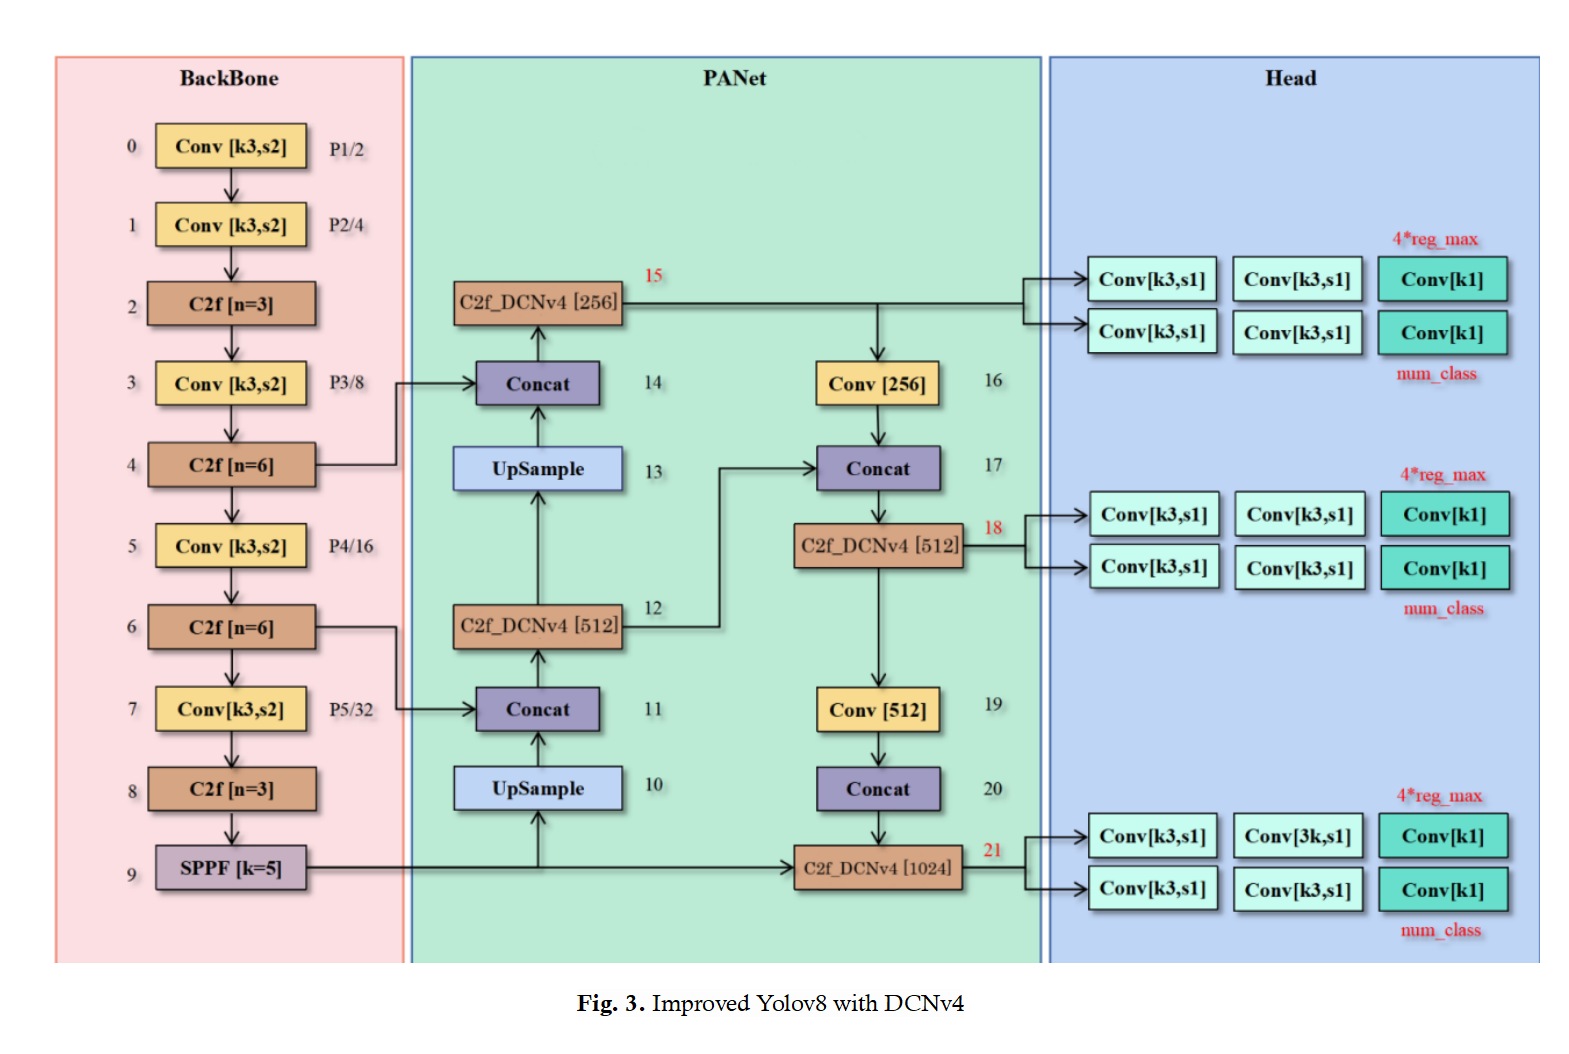 BackBone
0
Conv [k3,s2]
P1/2
1
Conv [k3,s2]
P2/4
2
C2f [n=3]
3
Conv [k3,s2]
P3/8
4
C2f [n=6]
5
Conv [k3,s2]
P4/16
6
C2f [n=6]
7
Conv[k3,s2]
P5/32
8
C2f [n=3]
9
SPPF [k=5]
PANet
15
C2f_DCNv4 [256]
Concat
14
UpSample
13
12
C2f_DCNv4 [512]
Concat
11
UpSample
10
Conv [256]
16
Concat
17
C2f_DCNv4 [512]
18
Conv [512]
19
Concat
20
C2f_DCNv4 [1024]
21
Head
4*reg_max
Conv[k3,s1]
Conv[k3,s1]
Conv[k1]
Conv[k3,s1]
Conv[k3,s1]
Conv[k1]
num_class
4*reg_max
Conv[k3,s1]
Conv[k3,s1]
Conv[k1]
Conv[k3,s1]
Conv[k3,s1]
Conv[k1]
num_class
4*reg_max
Conv[k3,s1]
Conv[3k,s1]
Conv[k1]
Conv[k3,s1]
Conv[k3,s1]
Conv[k1]
num_class
Fig. 3. Improved Yolov8 with DCNv4